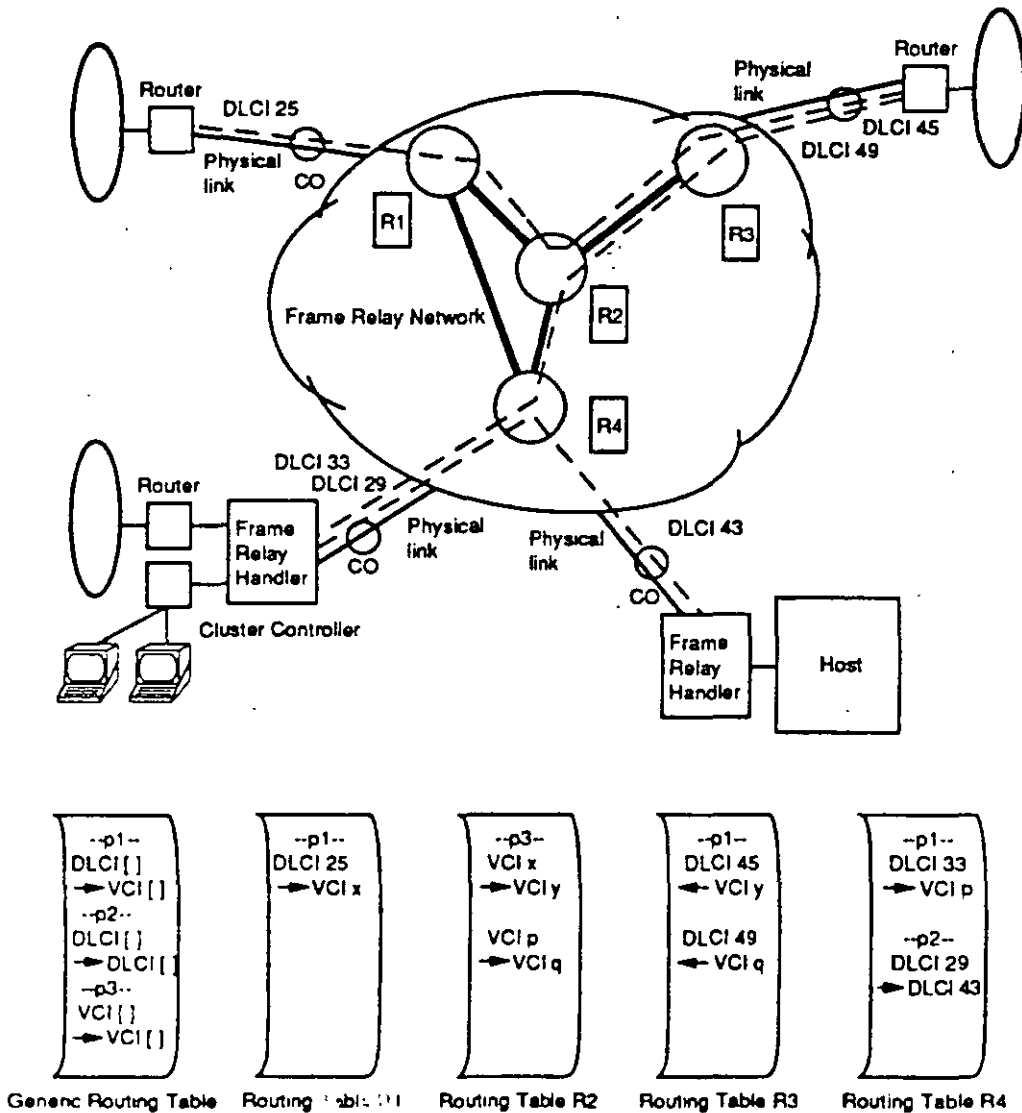 Router
DLCI 25
Physical
link
CO
R1
Physical
link
Router
DLCI 45
DLCI 49
R3
Frame Relay Network
R2
R4
DLCI 33
DLCI 29
Router
Frame
Relay
Handler
CO
Physical
link
Cluster Controller
Physical
link
DLCI 43
CO
Frame
Relay
Handler
Host
--p1--
DLCI [ ]
→ VCI [ ]
--p2--
DLCI [ ]
→ DLCI [ ]
--p3--
VCI [ ]
→ VCI [ ]
Generic Routing Table
--p1--
DLCI 25
→ VCI x
Routing
--p3--
VCI x
→ VCI y
VCI p
→ VCI q
Routing Table R2
--p1--
DLCI 45
← VCI y
DLCI 49
← VCI q
Routing Table R3
--p1--
DLCI 33
→ VCI p
--p2--
DLCI 29
→ DLCI 43
Routing Table R4